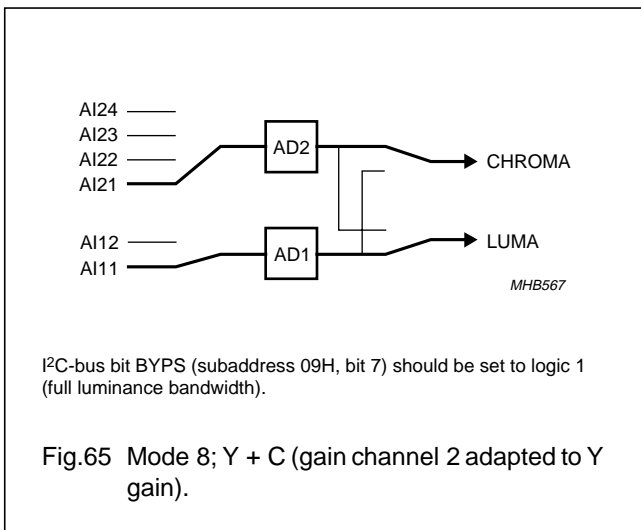 AI24
AI23
AI22
AI21
AD2
CHROMA
AI12
AI11
AD1
LUMA
MHB567
I²C-bus bit BYPS (subaddress 09H, bit 7) should be set to logic 1
(full luminance bandwidth).
Fig.65 Mode 8; Y + C (gain channel 2 adapted to Y
gain).